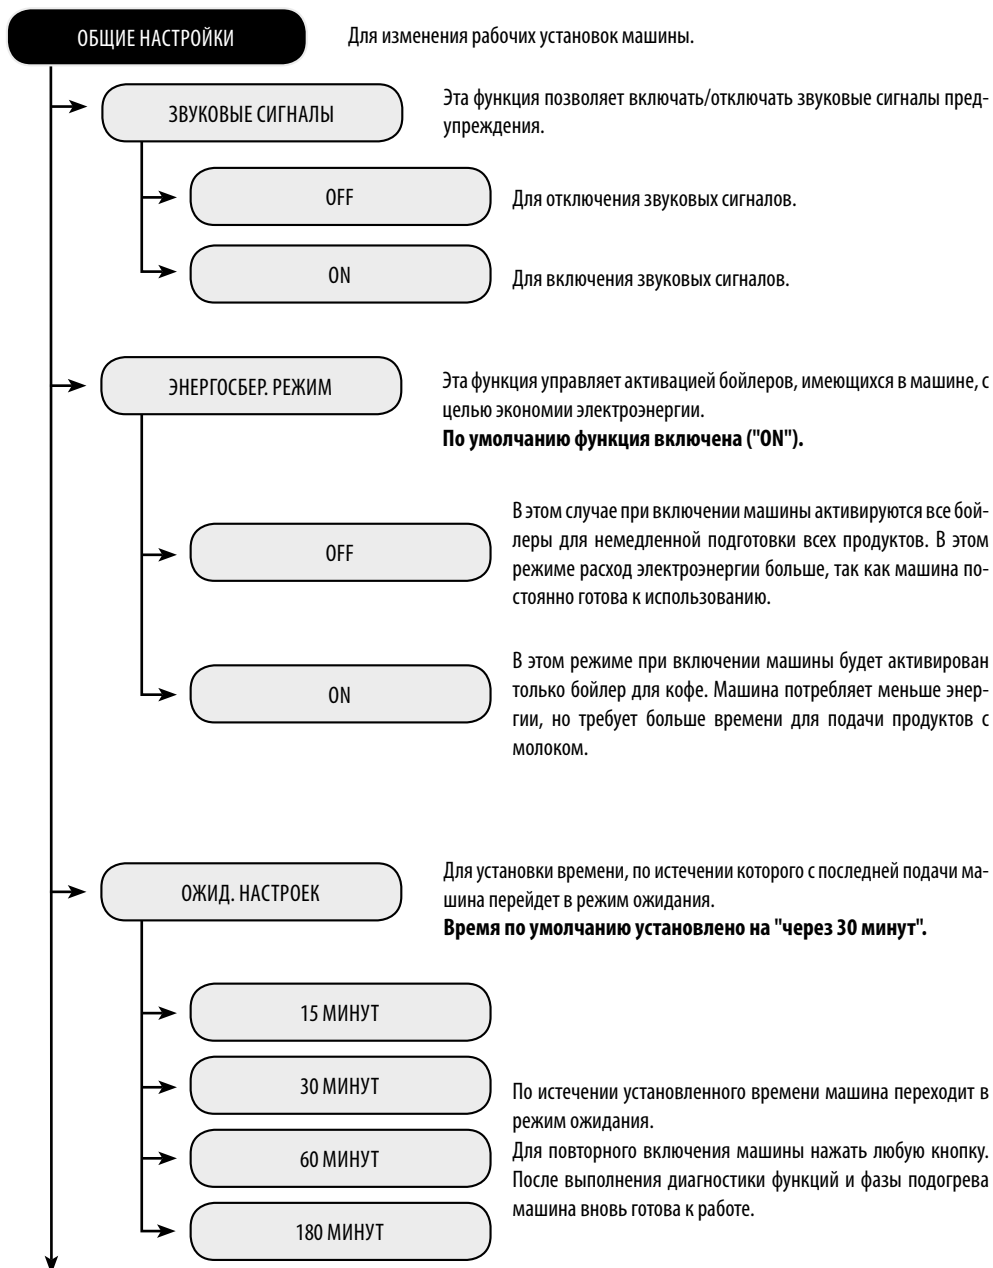 ОБЩИЕ НАСТРОЙКИ
Для изменения рабочих установок машины.
ЗВУКОВЫЕ СИГНАЛЫ
Эта функция позволяет включать/отключать звуковые сигналы пред-
упреждения.
OFF
Для отключения звуковых сигналов.
ON
Для включения звуковых сигналов.
ЭНЕРГОСБЕР. РЕЖИМ
Эта функция управляет активацией бойлеров, имеющихся в машине, с
целью экономии электроэнергии.
По умолчанию функция включена ("ON").
OFF
В этом случае при включении машины активируются все бой-
леры для немедленной подготовки всех продуктов. В этом
режиме расход электроэнергии больше, так как машина по-
стоянно готова к использованию.
ON
В этом режиме при включении машины будет активирован
только бойлер для кофе. Машина потребляет меньше энер-
гии, но требует больше времени для подачи продуктов с
молоком.
ОЖИД. НАСТРОЕК
Для установки времени, по истечении которого с последней подачи ма-
шина перейдет в режим ожидания.
Время по умолчанию установлено на "через 30 минут".
15 МИНУТ
30 МИНУТ
60 МИНУТ
180 МИНУТ
По истечении установленного времени машина переходит в
режим ожидания.
Для повторного включения машины нажать любую кнопку.
После выполнения диагностики функций и фазы подогрева
машина вновь готова к работе.